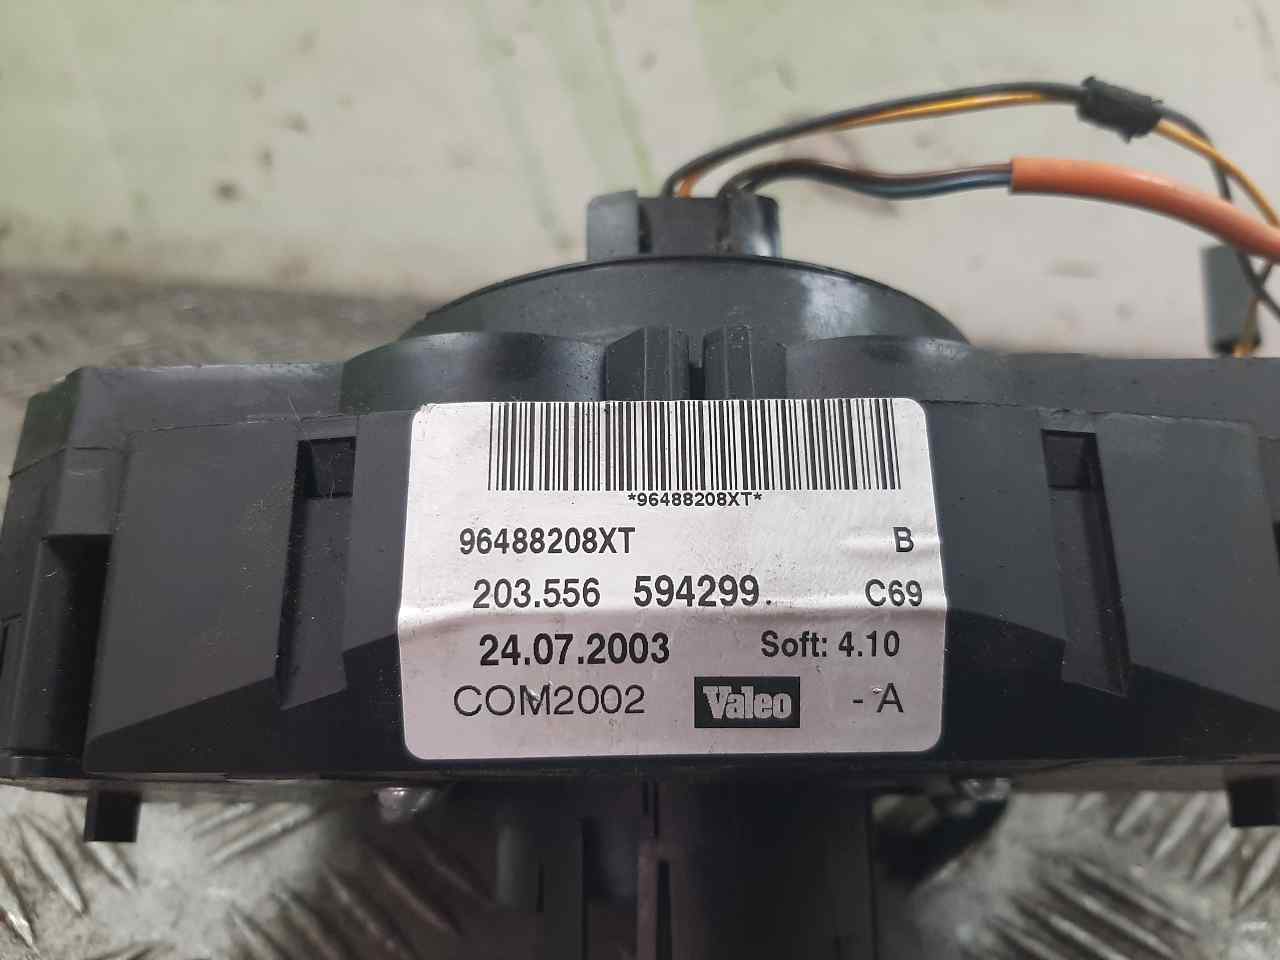 *96488208XT*
96488208XT B
203.556 594299. C69
24.07.2003 Soft: 4.10
COM2002 Valeo - A